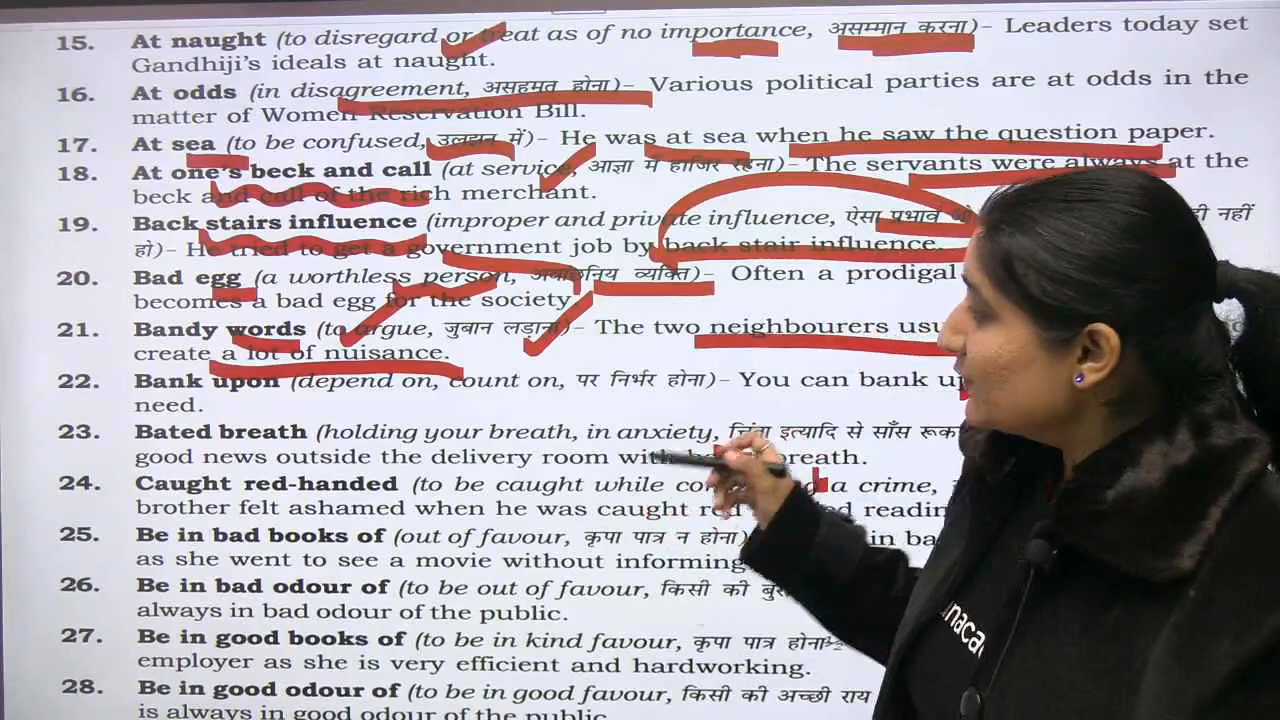 15. At naught (to disregard or treat as of no importance, असम्मान करना)- Leaders today set
Gandhiji's ideals at naught.
16. At odds (in disagreement, असहमत होना)- Various political parties are at odds in the
matter of Women Reservation Bill.
17. At sea (to be confused, उलझन में)- He was at sea when he saw the question paper.
18. At one's beck and call (at service, आज्ञा में हाजिर रहना)- The servants were always at the
beck and call of the rich merchant.
19. Back stairs influence (improper and private influence, ऐसा प्रभाव जो ही नहीं
हो)- He tried to get a government job by back stair influence.
20. Bad egg (a worthless person, अवांछनिय व्यक्ति)- Often a prodigal
becomes a bad egg for the society.
21. Bandy words (to argue, जुबान लड़ाना)- The two neighbourers usu
create a lot of nuisance.
22. Bank upon (depend on, count on, पर निर्भर होना)- You can bank up
need.
23. Bated breath (holding your breath, in anxiety, चिंता इत्यादि से साँस रूक
good news outside the delivery room with breath.
24. Caught red-handed (to be caught while a crime,
brother felt ashamed when he was caught red readin
25. Be in bad books of (out of favour, कृपा पात्र न होना) in ba
as she went to see a movie without informing
26. Be in bad odour of (to be out of favour, किसी की
always in bad odour of the public.
27. Be in good books of (to be in kind favour, कृपा पात्र होना
employer as she is very efficient and hardworking.
28. Be in good odour of (to be in good favour, किसी की अच्छी राय
is always in good odour of the public.